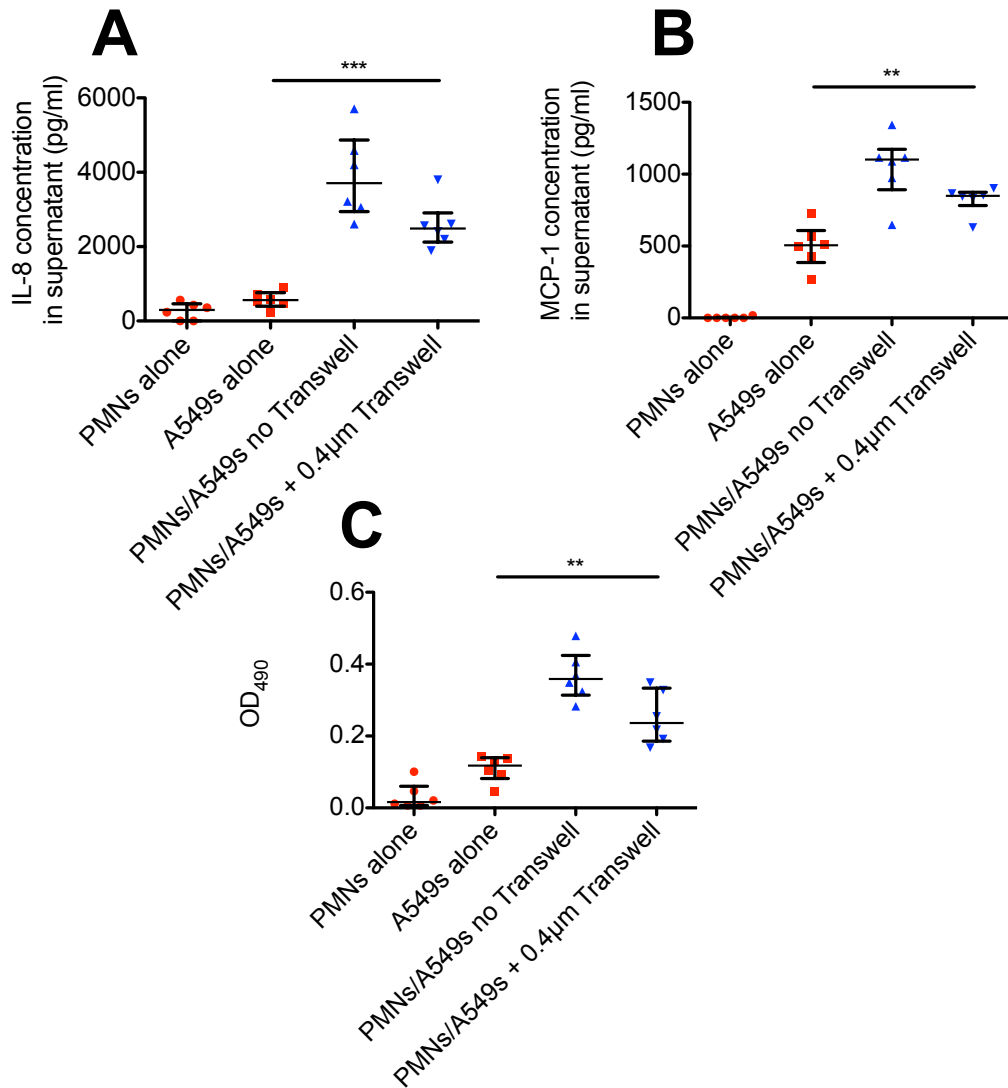 A
***
IL-8 concentration
in supernatant (pg/ml)
6000
4000
2000
0
PMNs alone
A549s alone
PMNs/A549s no Transwell
PMNs/A549s + 0.4µm Transwell
B
**
MCP-1 concentration
in supernatant (pg/ml)
1500
1000
500
0
PMNs alone
A549s alone
PMNs/A549s no Transwell
PMNs/A549s + 0.4µm Transwell
C
**
OD490
0.6
0.4
0.2
0.0
PMNs alone
A549s alone
PMNs/A549s no Transwell
PMNs/A549s + 0.4µm Transwell